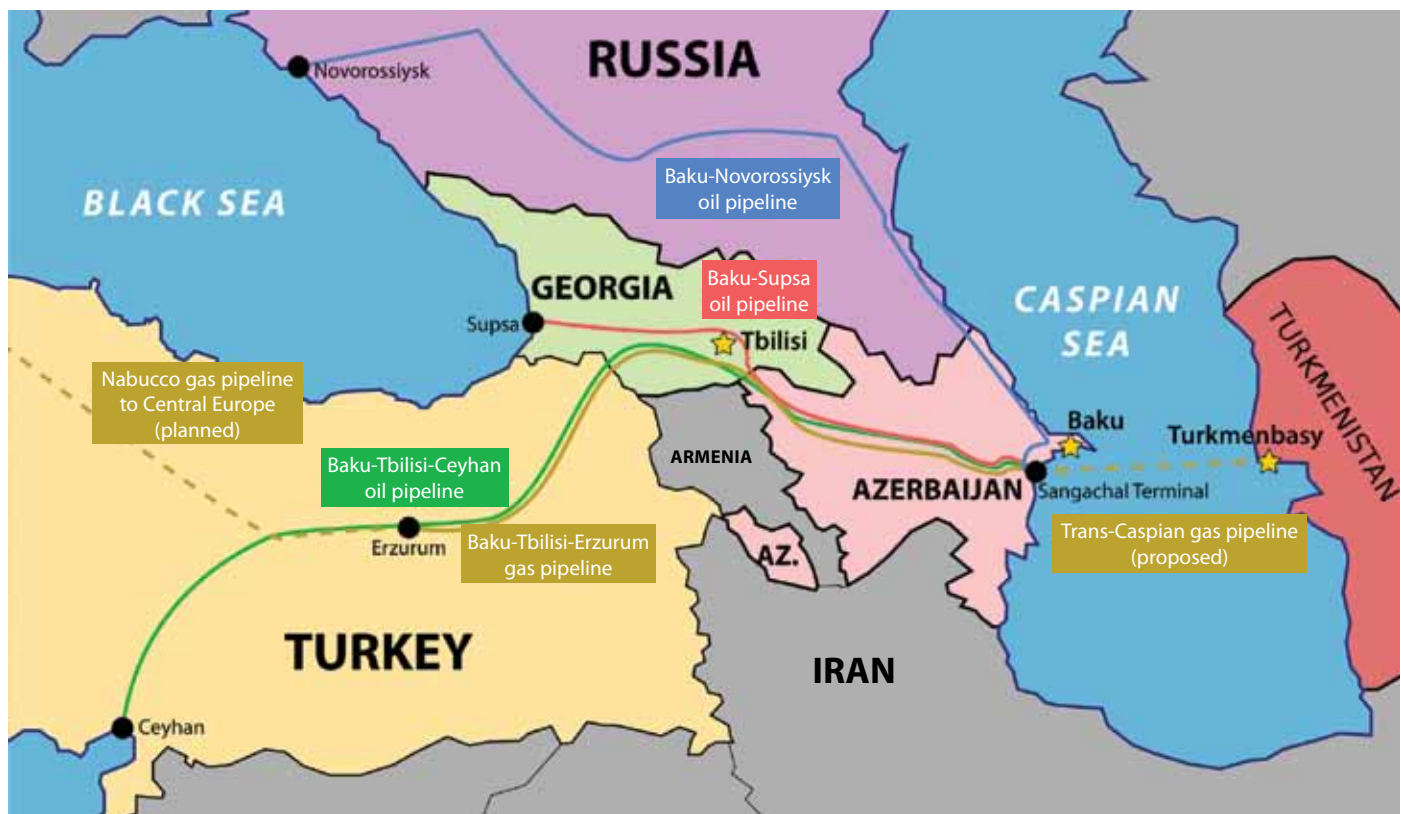 RUSSIA
Novorossiysk
Baku-Novorossiysk
oil pipeline
BLACK SEA
GEORGIA
Baku-Supsa
oil pipeline
CASPIAN
SEA
TURKMENISTAN
Supsa
Tbilisi
Nabucco gas pipeline
to Central Europe
(planned)
Baku
Turkmenbasy
ARMENIA
Baku-Tbilisi-Ceyhan
oil pipeline
AZERBAIJAN
Sangachal Terminal
Erzurum
Baku-Tbilisi-Erzurum
gas pipeline
AZ.
Trans-Caspian gas pipeline
(proposed)
TURKEY
IRAN
Ceyhan